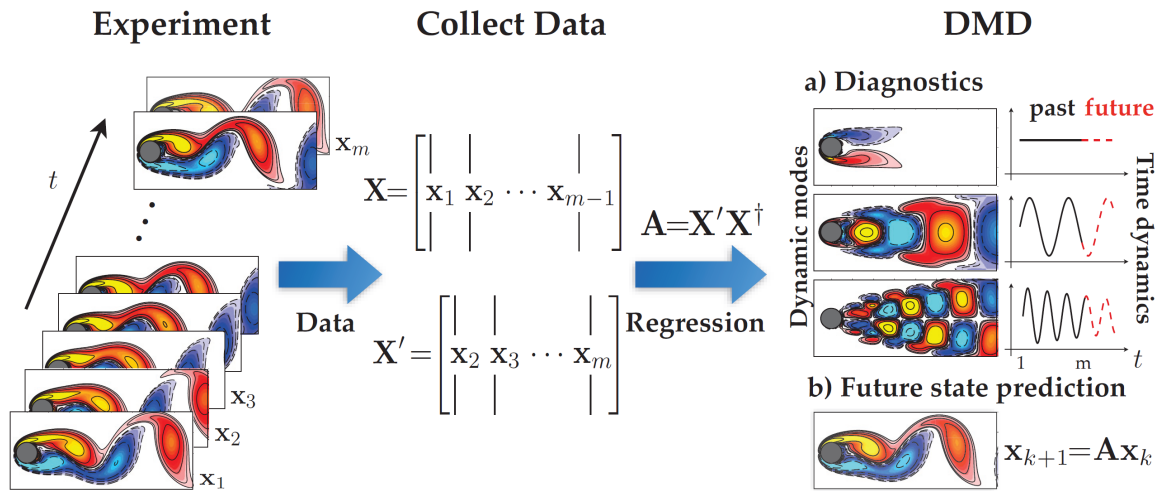 Experiment
Collect Data
DMD
t
x_m
x_3
x_2
x_1
Data
X = [x_1 x_2 ⋯ x_{m−1}]
X′ = [x_2 x_3 ⋯ x_m]
A=X′X†
Regression
a) Diagnostics
Dynamic modes
past future
Time dynamics
1 m t
b) Future state prediction
x_{k+1}=Ax_k